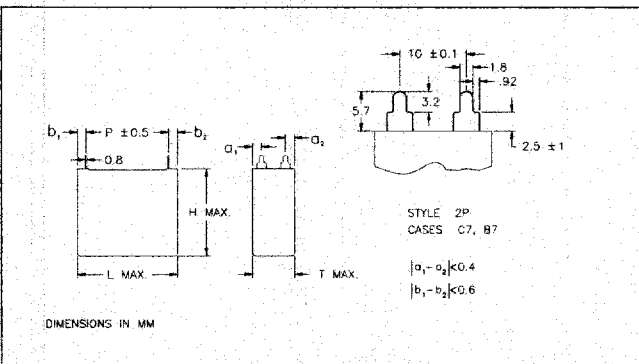 10 ±0.1
1.8
.92
5.7
3.2
2.5 ±1
b₁
P ±0.5
b₂
0.8
a₁
a₂
H MAX.
L MAX.
T MAX.
STYLE 2P
CASES C7, B7
|a₁-a₂|<0.4
|b₁-b₂|<0.6
DIMENSIONS IN MM